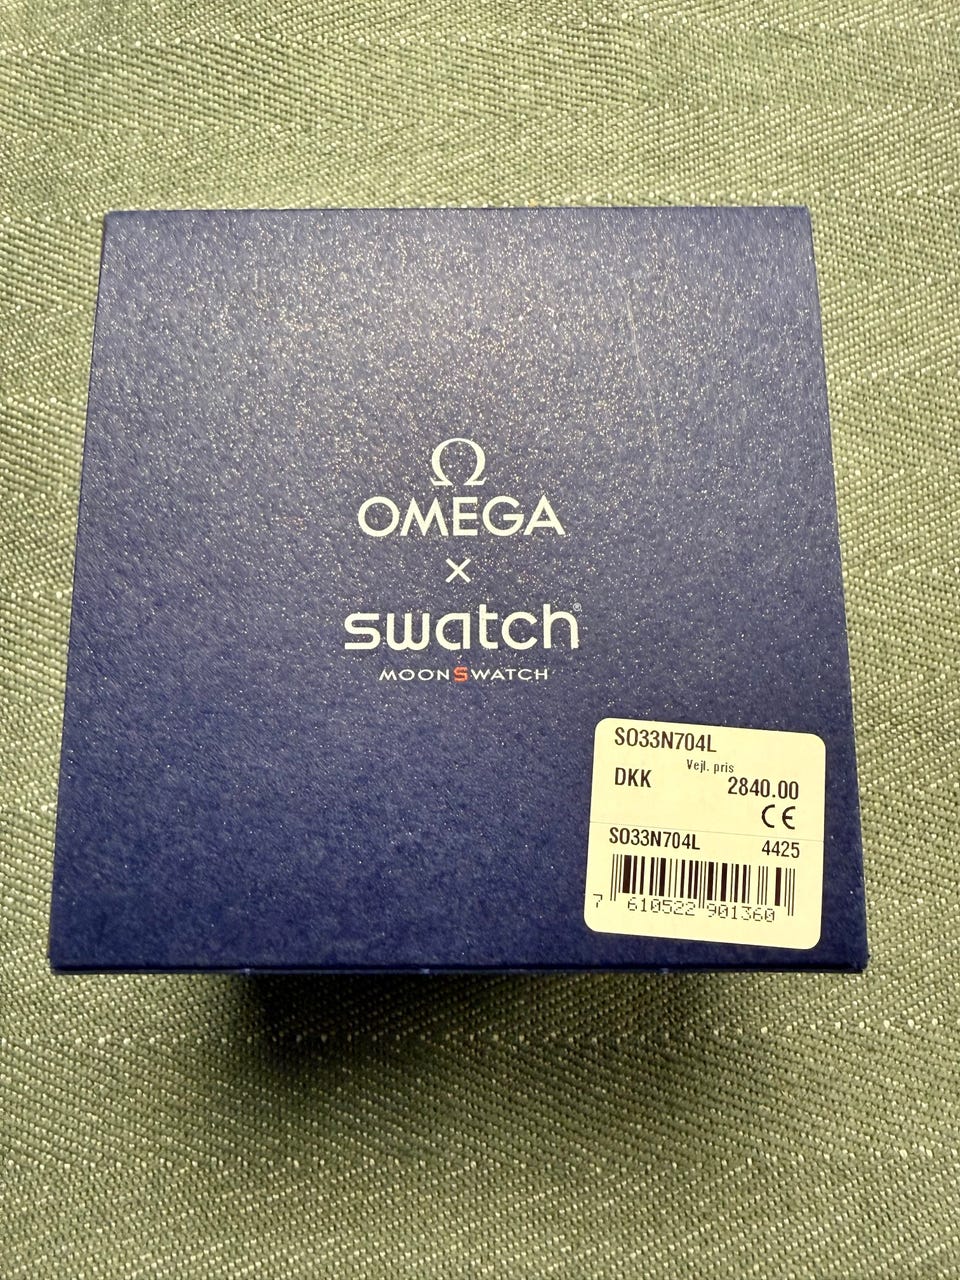 Ω
OMEGA
×
swatch®
MOONSWATCH
SO33N704L
Vejl. pris
DKK 2840.00
CE
SO33N704L 4425
7 610522 901360